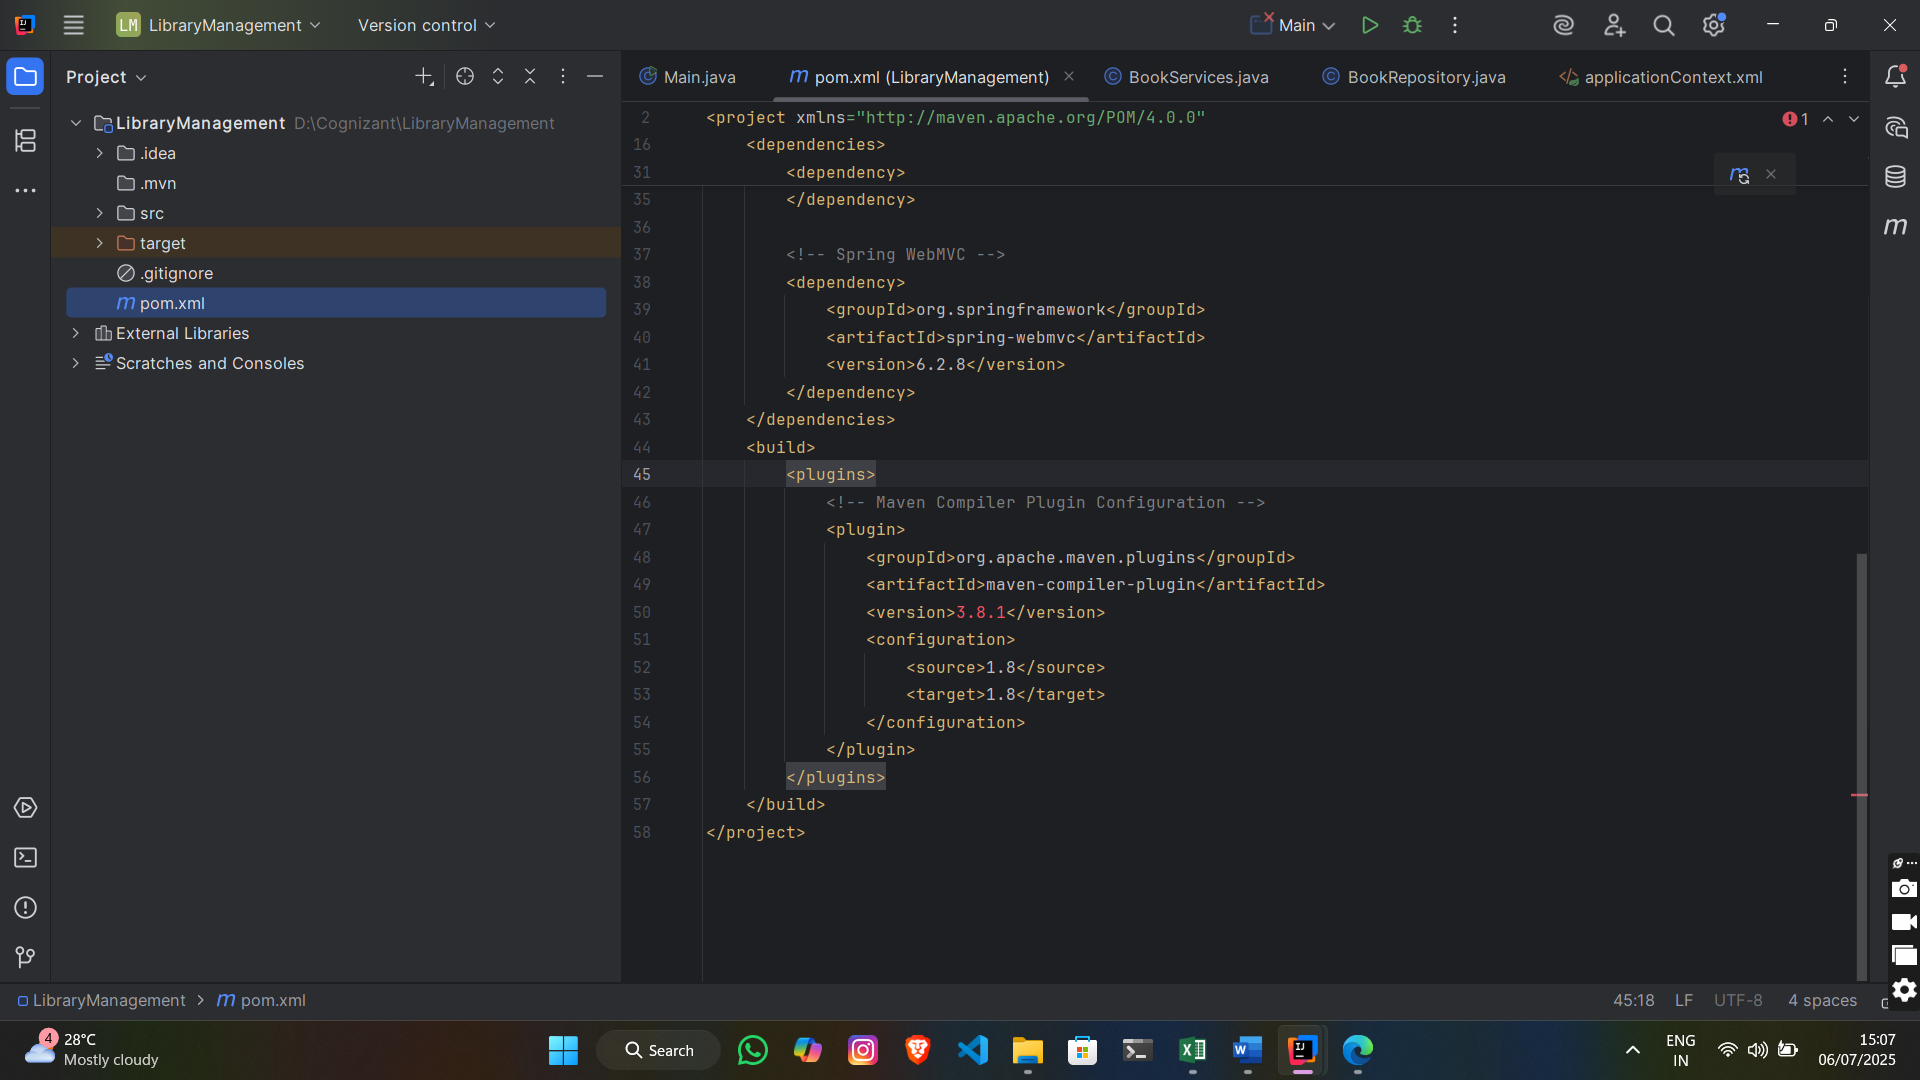 LM LibraryManagement Version control Main
Project
LibraryManagement D:\Cognizant\LibraryManagement
.idea
.mvn
src
target
.gitignore
m pom.xml
External Libraries
Scratches and Consoles
Main.java m pom.xml (LibraryManagement) BookServices.java BookRepository.java applicationContext.xml
1
2 <project xmlns="http://maven.apache.org/POM/4.0.0"
16 <dependencies>
31 <dependency>
35 </dependency>
36
37 <!-- Spring WebMVC -->
38 <dependency>
39 <groupId>org.springframework</groupId>
40 <artifactId>spring-webmvc</artifactId>
41 <version>6.2.8</version>
42 </dependency>
43 </dependencies>
44 <build>
45 <plugins>
46 <!-- Maven Compiler Plugin Configuration -->
47 <plugin>
48 <groupId>org.apache.maven.plugins</groupId>
49 <artifactId>maven-compiler-plugin</artifactId>
50 <version>3.8.1</version>
51 <configuration>
52 <source>1.8</source>
53 <target>1.8</target>
54 </configuration>
55 </plugin>
56 </plugins>
57 </build>
58 </project>
m
m
LibraryManagement > m pom.xml
45:18 LF UTF-8 4 spaces
4
28°C
Mostly cloudy
Search
ENG
IN
15:07
06/07/2025